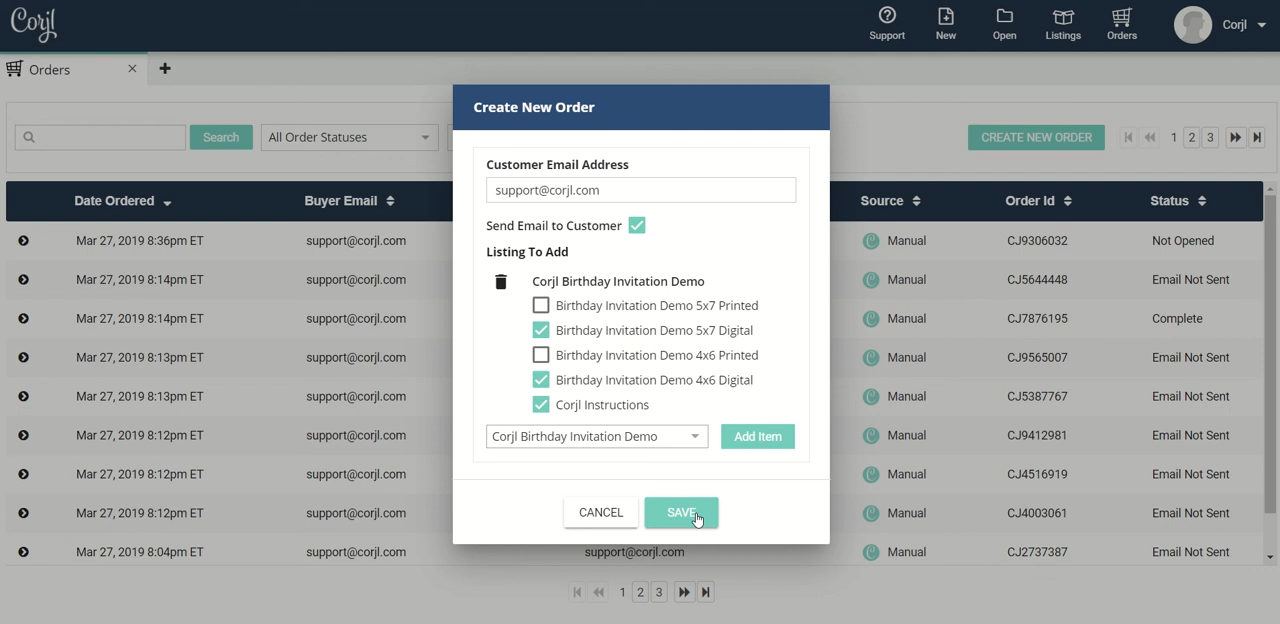 Corjl
Support
New
Open
Listings
Orders
Corjl
Orders
Search
All Order Statuses
CREATE NEW ORDER
1 2 3
Date Ordered
Buyer Email
Source
Order Id
Status
Mar 27, 2019 8:36pm ET support@corjl.com Manual CJ9306032 Not Opened
Mar 27, 2019 8:14pm ET support@corjl.com Manual CJ5644448 Email Not Sent
Mar 27, 2019 8:14pm ET support@corjl.com Manual CJ7876195 Complete
Mar 27, 2019 8:13pm ET support@corjl.com Manual CJ9565007 Email Not Sent
Mar 27, 2019 8:13pm ET support@corjl.com Manual CJ5387767 Email Not Sent
Mar 27, 2019 8:12pm ET support@corjl.com Manual CJ9412981 Email Not Sent
Mar 27, 2019 8:12pm ET support@corjl.com Manual CJ4516919 Email Not Sent
Mar 27, 2019 8:12pm ET support@corjl.com Manual CJ4003061 Email Not Sent
Mar 27, 2019 8:04pm ET support@corjl.com support@corjl.com Manual CJ2737387 Email Not Sent
1 2 3
Create New Order
Customer Email Address
support@corjl.com
Send Email to Customer
Listing To Add
Corjl Birthday Invitation Demo
Birthday Invitation Demo 5x7 Printed
Birthday Invitation Demo 5x7 Digital
Birthday Invitation Demo 4x6 Printed
Birthday Invitation Demo 4x6 Digital
Corjl Instructions
Corjl Birthday Invitation Demo
Add Item
CANCEL
SAVE